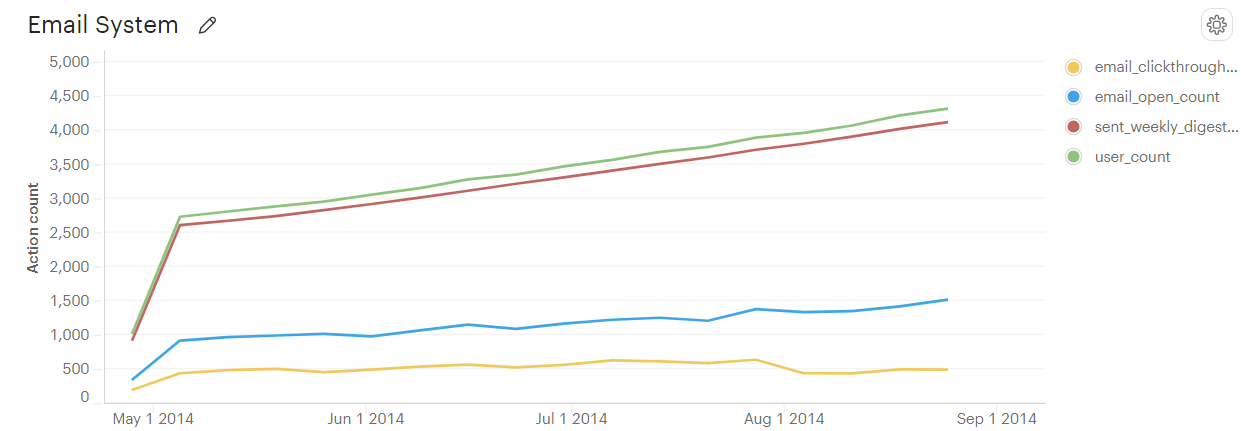 Email System
5,000
4,500
4,000
3,500
3,000
2,500
2,000
1,500
1,000
500
0
Action count
May 1 2014
Jun 1 2014
Jul 1 2014
Aug 1 2014
Sep 1 2014
email_clickthrough...
email_open_count
sent_weekly_digest...
user_count